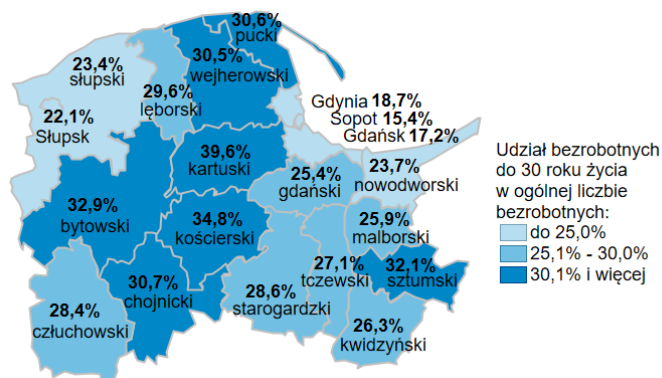 30,6%
pucki
30,5%
wejherowski
23,4%
słupski
29,6%
lęborski
22,1%
Słupsk
Gdynia 18,7%
Sopot 15,4%
Gdańsk 17,2%
39,6%
kartuski
25,4%
gdański
23,7%
nowodworski
32,9%
bytowski
34,8%
kościerski
25,9%
malborski
30,7%
chojnicki
27,1%
tczewski
32,1%
sztumski
28,4%
człuchowski
28,6%
starogardzki
26,3%
kwidzyński
Udział bezrobotnych
do 30 roku życia
w ogólnej liczbie
bezrobotnych:
do 25,0%
25,1% - 30,0%
30,1% i więcej